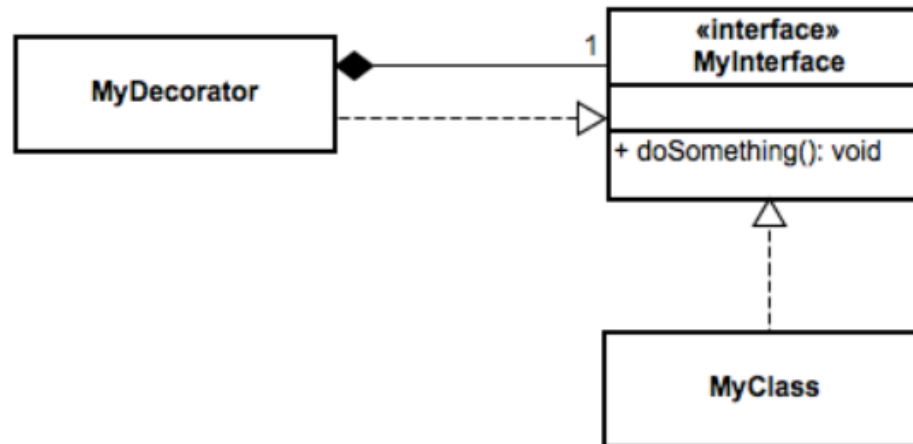 MyDecorator
1
«interface»
MyInterface
+ doSomething(): void
MyClass